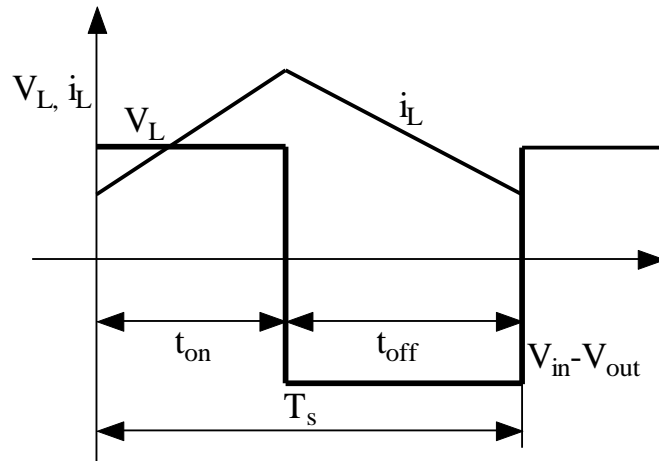 V_L, i_L
V_L
i_L
t_on
t_off
V_in-V_out
T_s